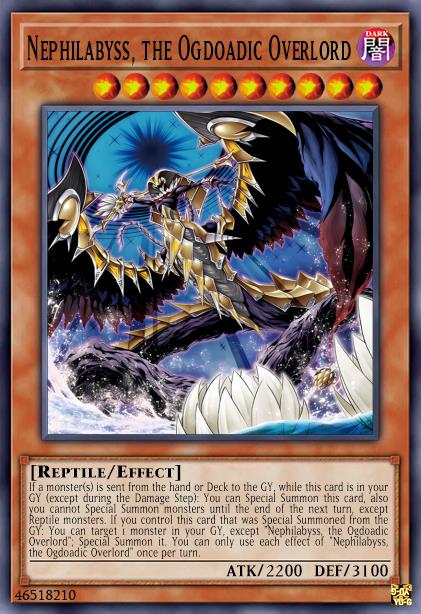 NEPHILABYSS, THE OGDOADIC OVERLORD
DARK
闇
[REPTILE/EFFECT]
If a monster(s) is sent from the hand or Deck to the GY, while this card is in your
GY (except during the Damage Step): You can Special Summon this card, also
you cannot Special Summon monsters until the end of the next turn, except
Reptile monsters. If you control this card that was Special Summoned from the
GY: You can target 1 monster in your GY, except "Nephilabyss, the Ogdoadic
Overlord"; Special Summon it. You can only use each effect of "Nephilabyss,
the Ogdoadic Overlord" once per turn.
ATK/2200 DEF/3100
46518210